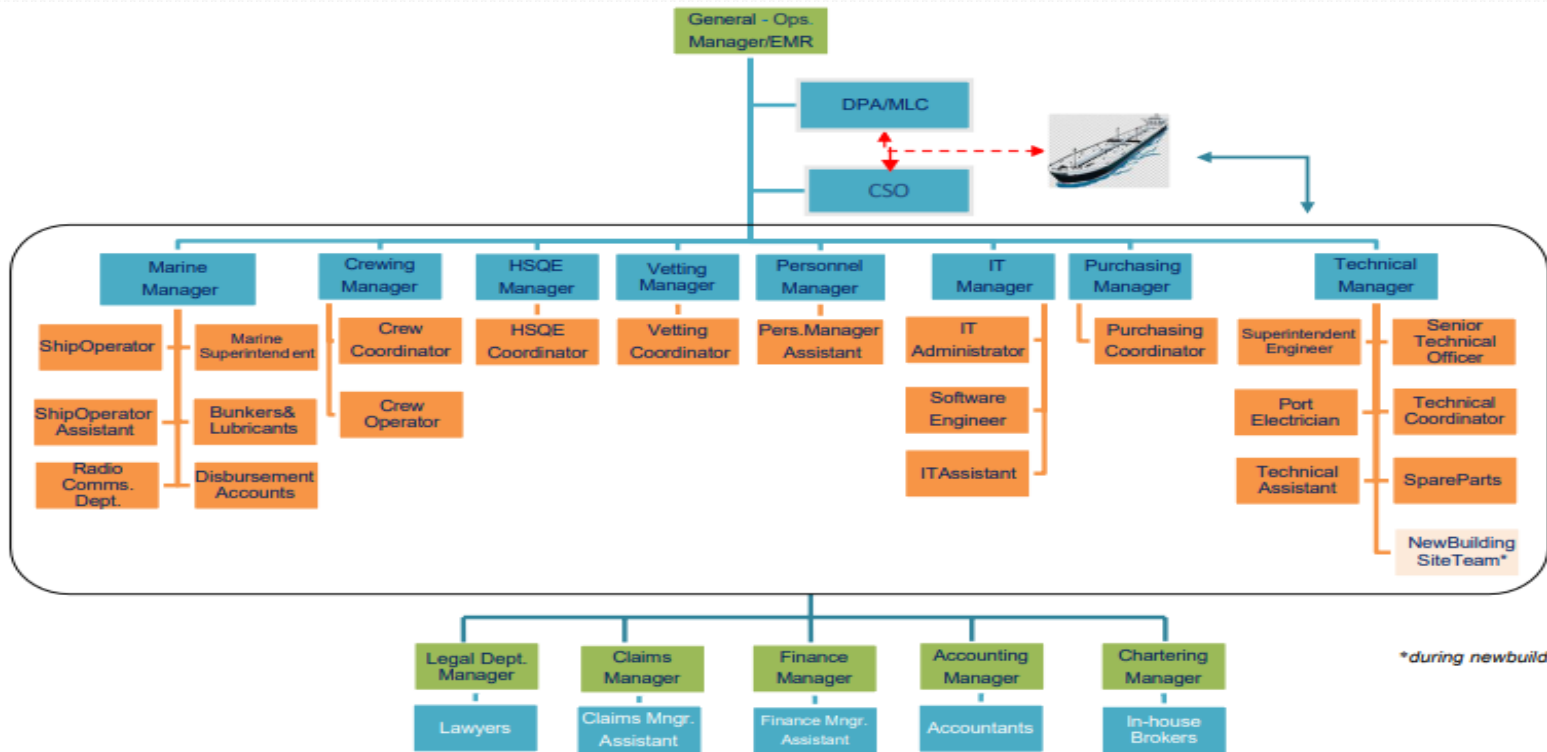 General - Ops.
Manager/EMR
DPA/MLC
CSO
Marine
Manager
Crewing
Manager
HSQE
Manager
Vetting
Manager
Personnel
Manager
IT
Manager
Purchasing
Manager
Technical
Manager
ShipOperator
Marine
Superintendent
Crew
Coordinator
HSQE
Coordinator
Vetting
Coordinator
Pers.Manager
Assistant
IT
Administrator
Purchasing
Coordinator
Superintendent
Engineer
Senior
Technical
Officer
ShipOperator
Assistant
Bunkers&
Lubricants
Crew
Operator
Software
Engineer
Port
Electrician
Technical
Coordinator
Radio
Comms.
Dept.
Disbursement
Accounts
ITAssistant
Technical
Assistant
SpareParts
NewBuilding
SiteTeam*
Legal Dept.
Manager
Claims
Manager
Finance
Manager
Accounting
Manager
Chartering
Manager
*during newbuild
Lawyers
Claims Mngr.
Assistant
Finance Mngr.
Assistant
Accountants
In-house
Brokers